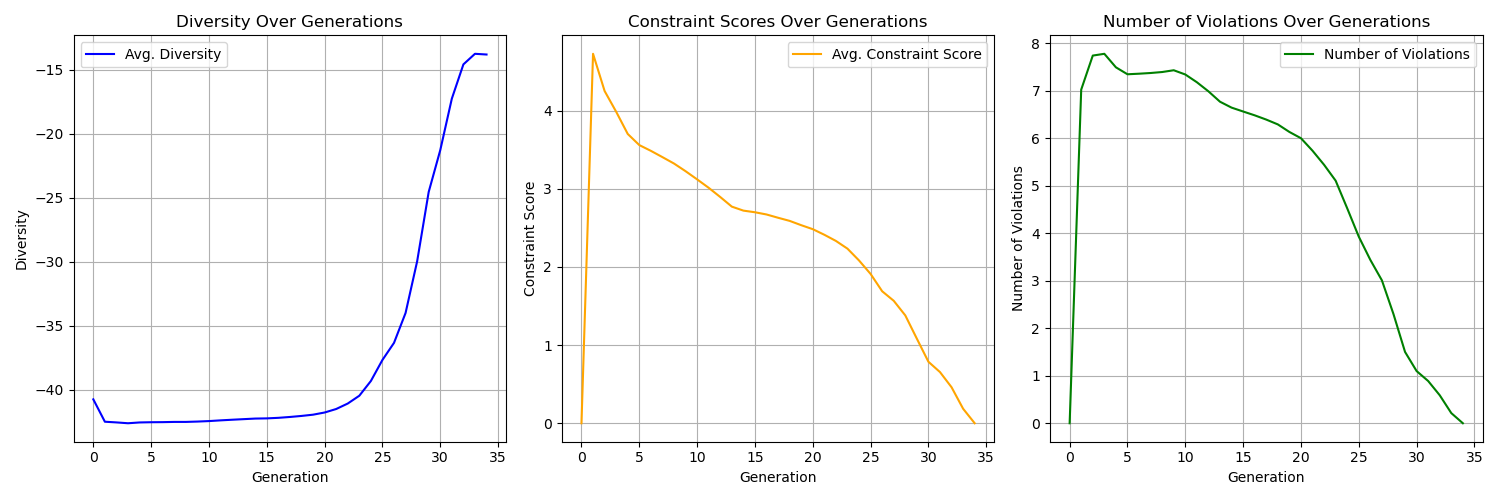 Diversity Over Generations
Avg. Diversity
Diversity
−15
−20
−25
−30
−35
−40
0 5 10 15 20 25 30 35
Generation
Constraint Scores Over Generations
Avg. Constraint Score
Constraint Score
4
3
2
1
0
0 5 10 15 20 25 30 35
Generation
Number of Violations Over Generations
Number of Violations
Number of Violations
8
7
6
5
4
3
2
1
0
0 5 10 15 20 25 30 35
Generation